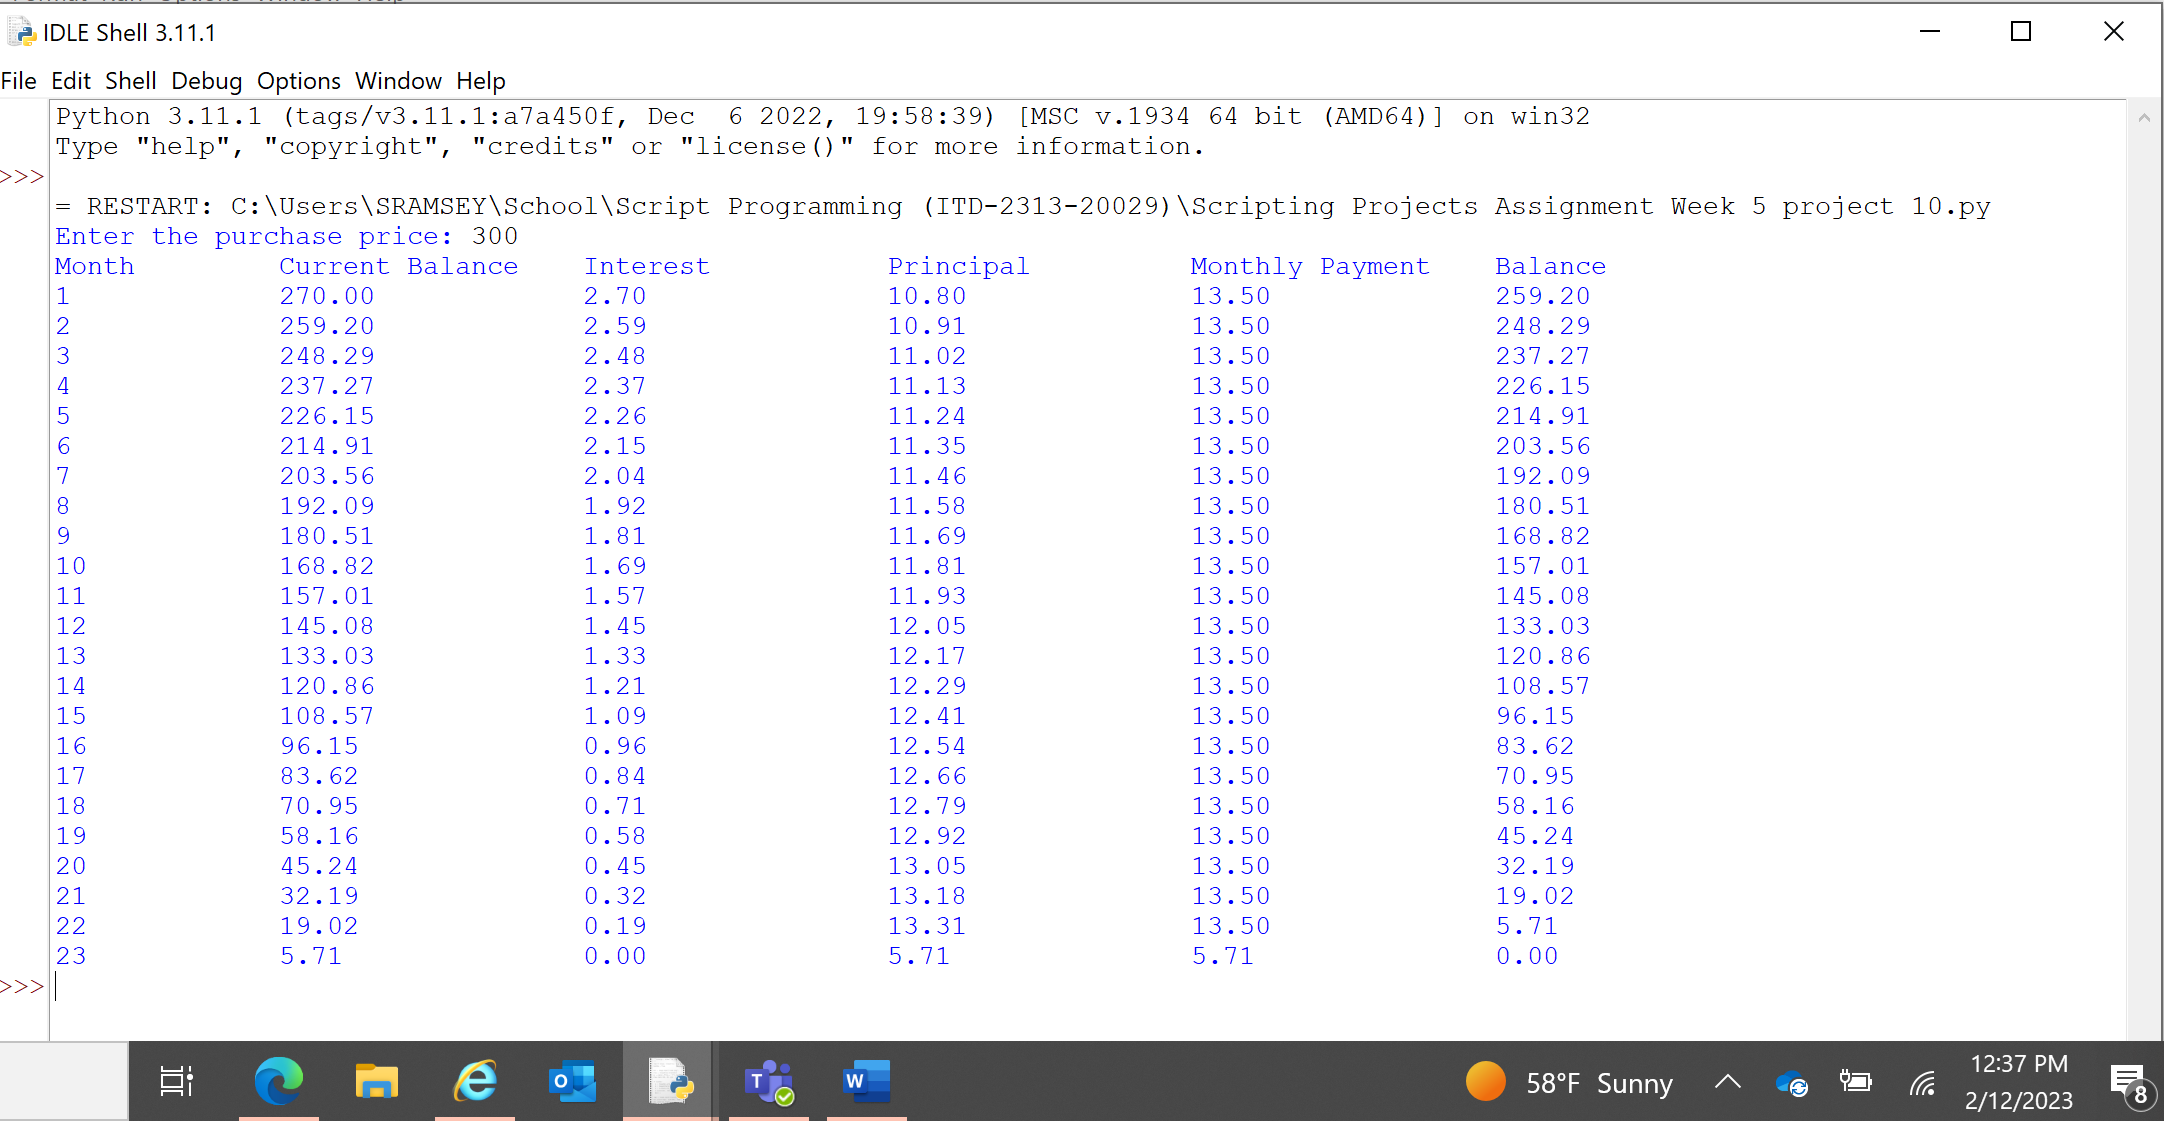 IDLE Shell 3.11.1
File Edit Shell Debug Options Window Help
Python 3.11.1 (tags/v3.11.1:a7a450f, Dec  6 2022, 19:58:39) [MSC v.1934 64 bit (AMD64)] on win32
Type "help", "copyright", "credits" or "license()" for more information.
>>>
= RESTART: C:\Users\SRAMSEY\School\Script Programming (ITD-2313-20029)\Scripting Projects Assignment Week 5 project 10.py
Enter the purchase price: 300
Month Current Balance Interest Principal Monthly Payment Balance
1 270.00 2.70 10.80 13.50 259.20
2 259.20 2.59 10.91 13.50 248.29
3 248.29 2.48 11.02 13.50 237.27
4 237.27 2.37 11.13 13.50 226.15
5 226.15 2.26 11.24 13.50 214.91
6 214.91 2.15 11.35 13.50 203.56
7 203.56 2.04 11.46 13.50 192.09
8 192.09 1.92 11.58 13.50 180.51
9 180.51 1.81 11.69 13.50 168.82
10 168.82 1.69 11.81 13.50 157.01
11 157.01 1.57 11.93 13.50 145.08
12 145.08 1.45 12.05 13.50 133.03
13 133.03 1.33 12.17 13.50 120.86
14 120.86 1.21 12.29 13.50 108.57
15 108.57 1.09 12.41 13.50 96.15
16 96.15 0.96 12.54 13.50 83.62
17 83.62 0.84 12.66 13.50 70.95
18 70.95 0.71 12.79 13.50 58.16
19 58.16 0.58 12.92 13.50 45.24
20 45.24 0.45 13.05 13.50 32.19
21 32.19 0.32 13.18 13.50 19.02
22 19.02 0.19 13.31 13.50 5.71
23 5.71 0.00 5.71 5.71 0.00
>>>
58°F Sunny
12:37 PM
2/12/2023
8